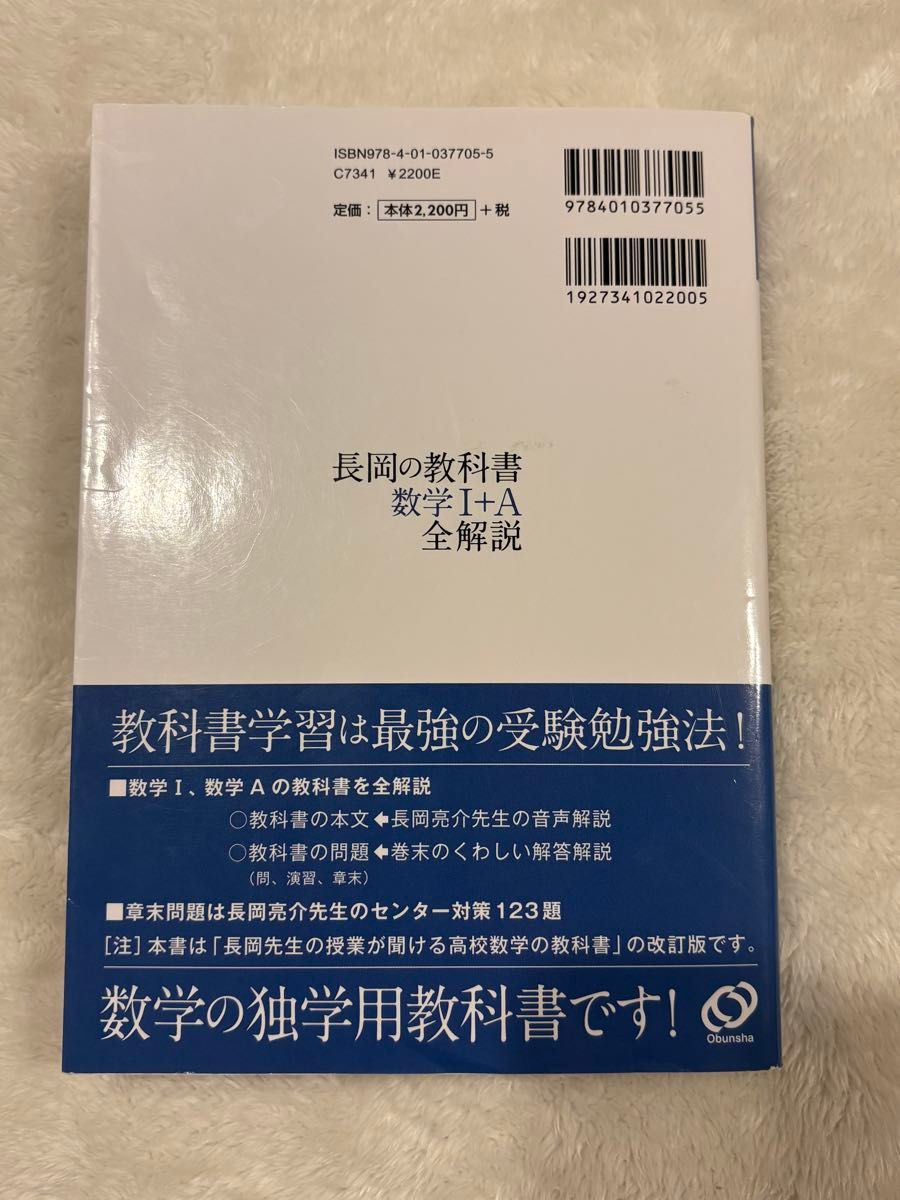 ISBN978-4-01-037705-5
C7341 ¥2200E
定価：本体2,200円＋税
9784010377055
1927341022005
長岡の教科書
数学Ⅰ+A
全解説
教科書学習は最強の受験勉強法！
■数学Ⅰ、数学Aの教科書を全解説
○教科書の本文←長岡亮介先生の音声解説
○教科書の問題←巻末のくわしい解答解説
（問、演習、章末）
■章末問題は長岡亮介先生のセンター対策123題
［注］本書は「長岡先生の授業が聞ける高校数学の教科書」の改訂版です。
数学の独学用教科書です！
Obunsha